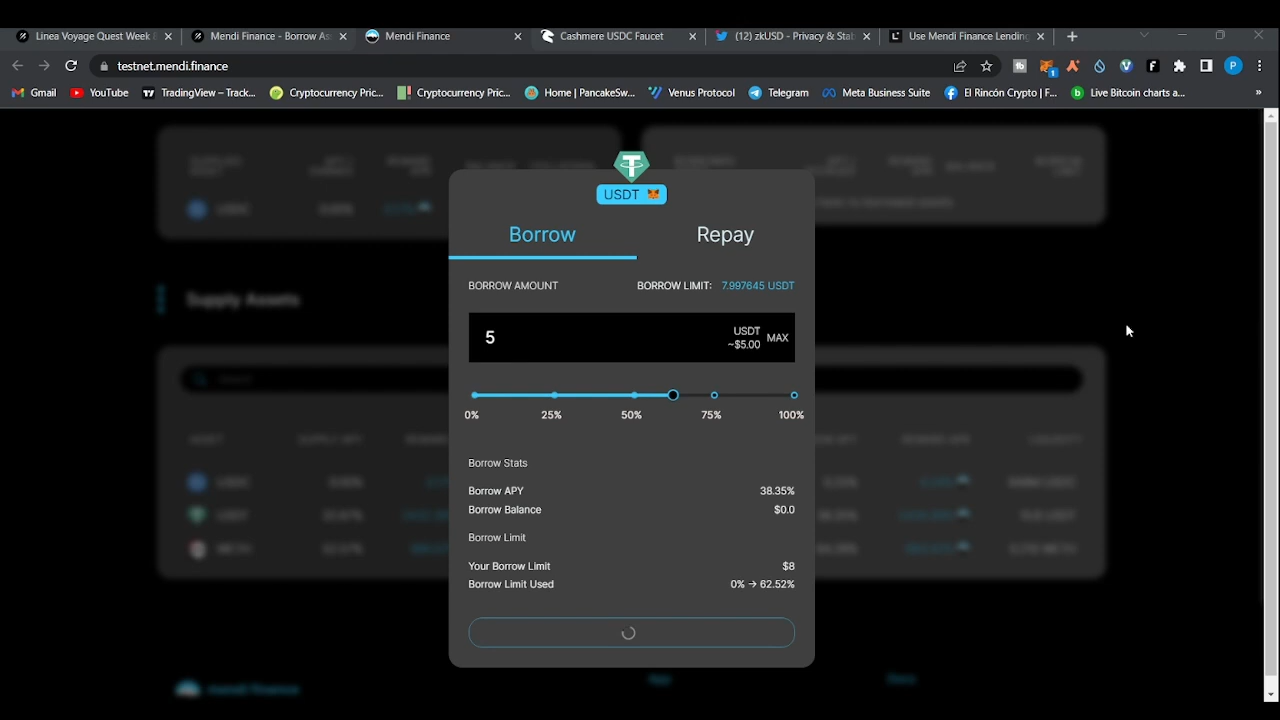 Linea Voyage Quest Week
Mendi Finance - Borrow As
Mendi Finance
Cashmere USDC Faucet
(12) zkUSD - Privacy & Stab
Use Mendi Finance Lending
testnet.mendi.finance
1
P
Gmail
YouTube
TradingView – Track...
Cryptocurrency Pric...
Cryptocurrency Pric...
Home | PancakeSw...
Venus Protocol
Telegram
Meta Business Suite
El Rincón Crypto | F...
Live Bitcoin charts a...
»
USDT
Borrow
Repay
BORROW AMOUNT
BORROW LIMIT: 7.997645 USDT
5
USDT
~$5.00
MAX
0%
25%
50%
75%
100%
Supply Assets
Borrow Stats
Borrow APY
38.35%
Borrow Balance
$0.0
Borrow Limit
Your Borrow Limit
$8
Borrow Limit Used
0% → 62.52%
mendi finance